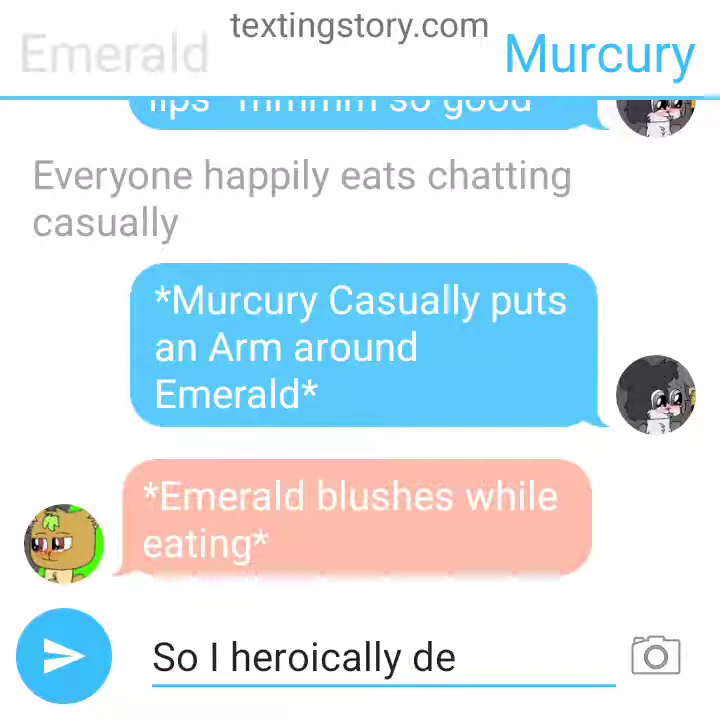 textingstory.com
Emerald
Murcury
lips* mmmmm so good
Everyone happily eats chatting
casually
*Murcury Casually puts
an Arm around
Emerald*
*Emerald blushes while
eating*
So I heroically de